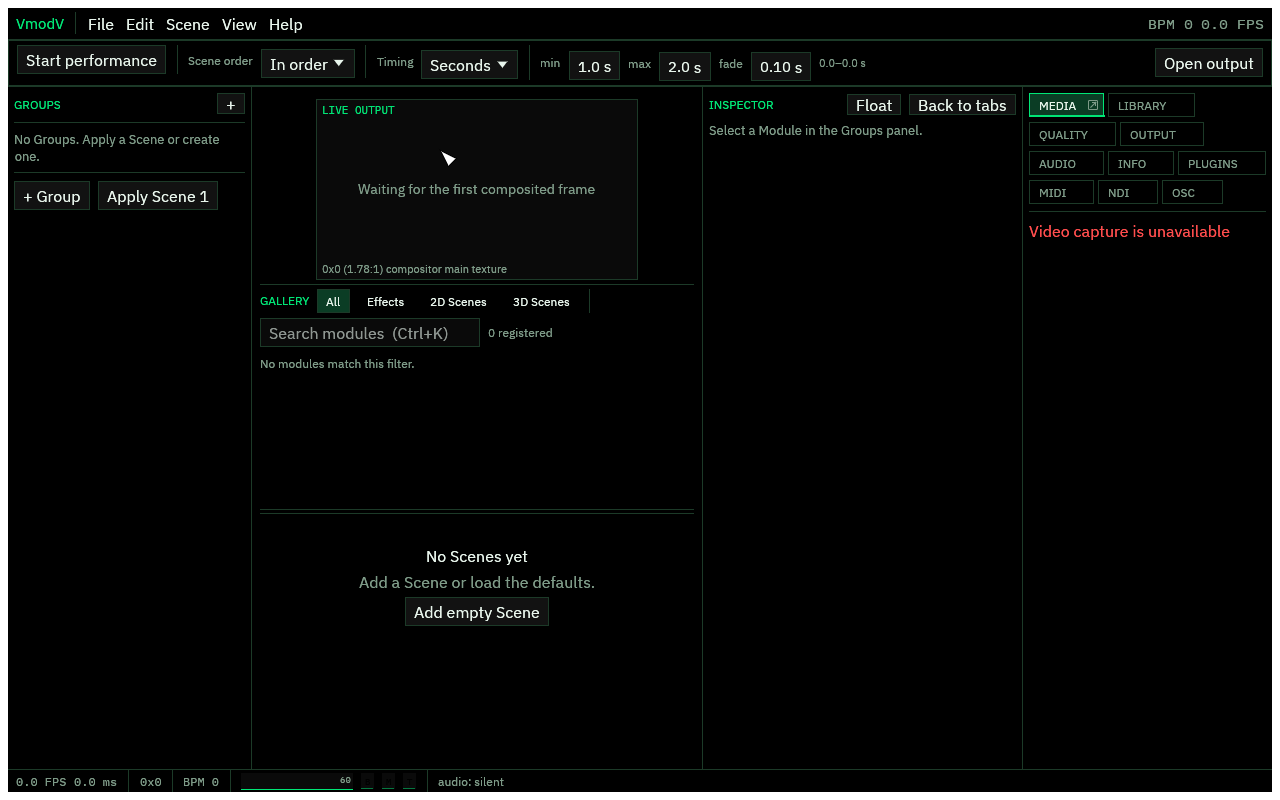 VmodV File Edit Scene View Help BPM 0 0.0 FPS
Start performance Scene order In order Timing Seconds min 1.0 s max 2.0 s fade 0.10 s 0.0–0.0 s Open output
GROUPS +
No Groups. Apply a Scene or create
one.
+ Group Apply Scene 1
LIVE OUTPUT
Waiting for the first composited frame
0x0 (1.78:1) compositor main texture
GALLERY All Effects 2D Scenes 3D Scenes
Search modules (Ctrl+K) 0 registered
No modules match this filter.
No Scenes yet
Add a Scene or load the defaults.
Add empty Scene
INSPECTOR Float Back to tabs
Select a Module in the Groups panel.
MEDIA LIBRARY
QUALITY OUTPUT
AUDIO INFO PLUGINS
MIDI NDI OSC
Video capture is unavailable
0.0 FPS 0.0 ms 0x0 BPM 0 60 audio: silent